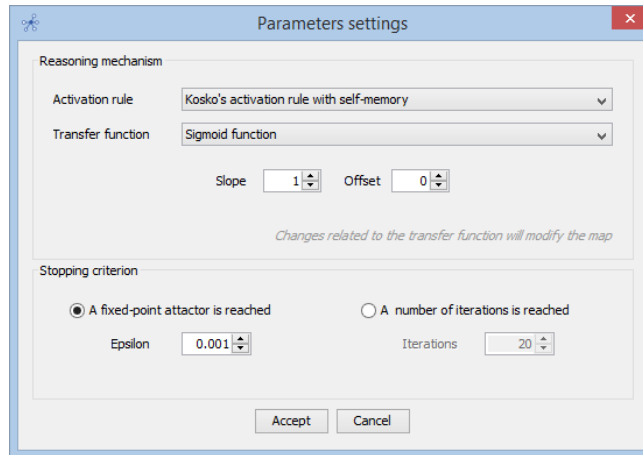 Parameters settings
Reasoning mechanism
Activation rule Kosko's activation rule with self-memory
Transfer function Sigmoid function
Slope 1 Offset 0
Changes related to the transfer function will modify the map
Stopping criterion
A fixed-point attactor is reached A number of iterations is reached
Epsilon 0.001 Iterations 20
Accept Cancel